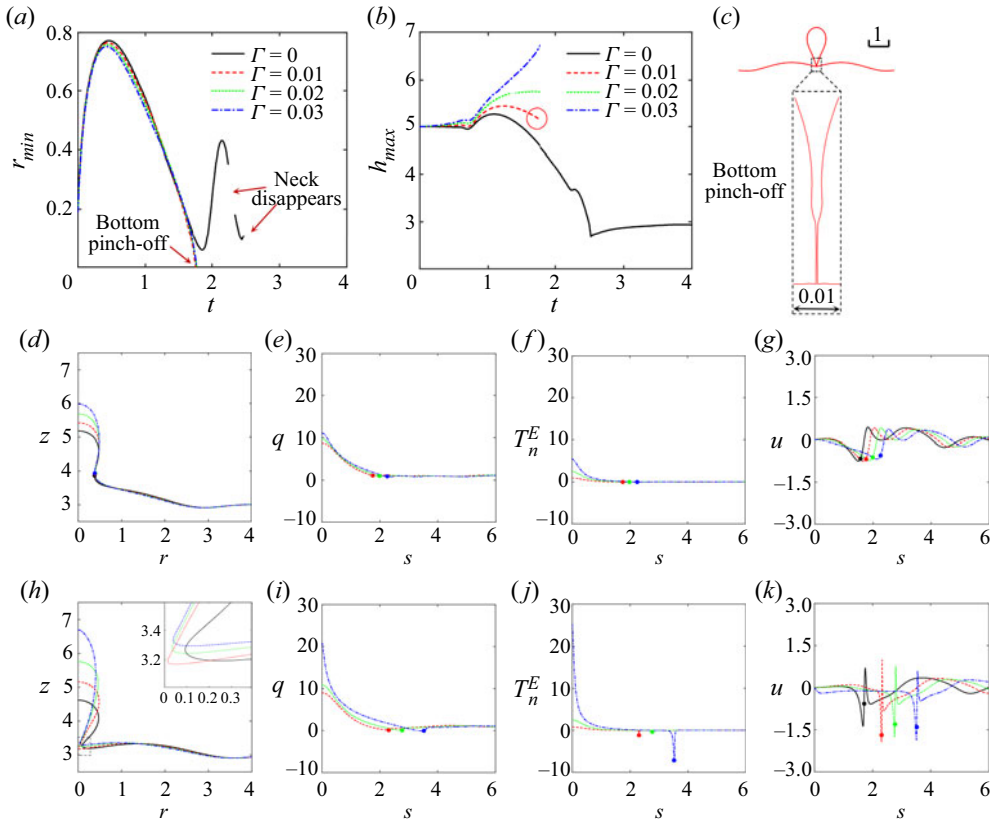 (a)
0.8
0.6
0.4
0.2
0
1
2
3
4
r_min
t
Γ = 0
Γ = 0.01
Γ = 0.02
Γ = 0.03
Neck
disappears
Bottom
pinch-off
(b)
7
6
5
4
3
0
1
2
3
4
h_max
t
Γ = 0
Γ = 0.01
Γ = 0.02
Γ = 0.03
(c)
1
Bottom
pinch-off
0.01
(d)
7
6
5
4
3
z
0
1
2
3
4
r
(e)
30
20
10
0
−10
q
0
2
4
6
s
(f)
30
20
10
0
−10
T_n^E
0
2
4
6
s
(g)
3.0
1.5
0
−1.5
−3.0
u
0
2
4
6
s
(h)
7
6
5
4
3
z
3.4
3.2
0
0.1
0.2
0.3
0
1
2
3
4
r
(i)
30
20
10
0
−10
q
0
2
4
6
s
(j)
30
20
10
0
−10
T_n^E
0
2
4
6
s
(k)
3.0
1.5
0
−1.5
−3.0
u
0
2
4
6
s